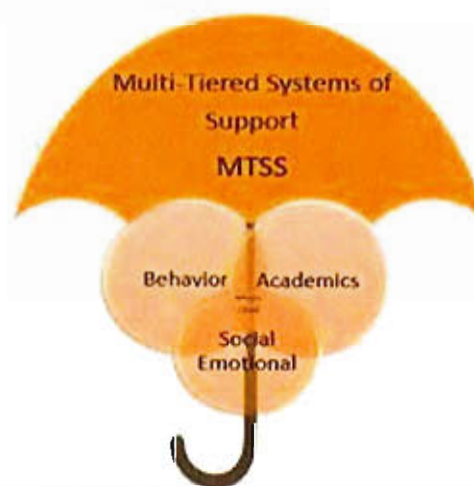 Multi-Tiered Systems of
Support
MTSS
Behavior
Academics
Social
Emotional